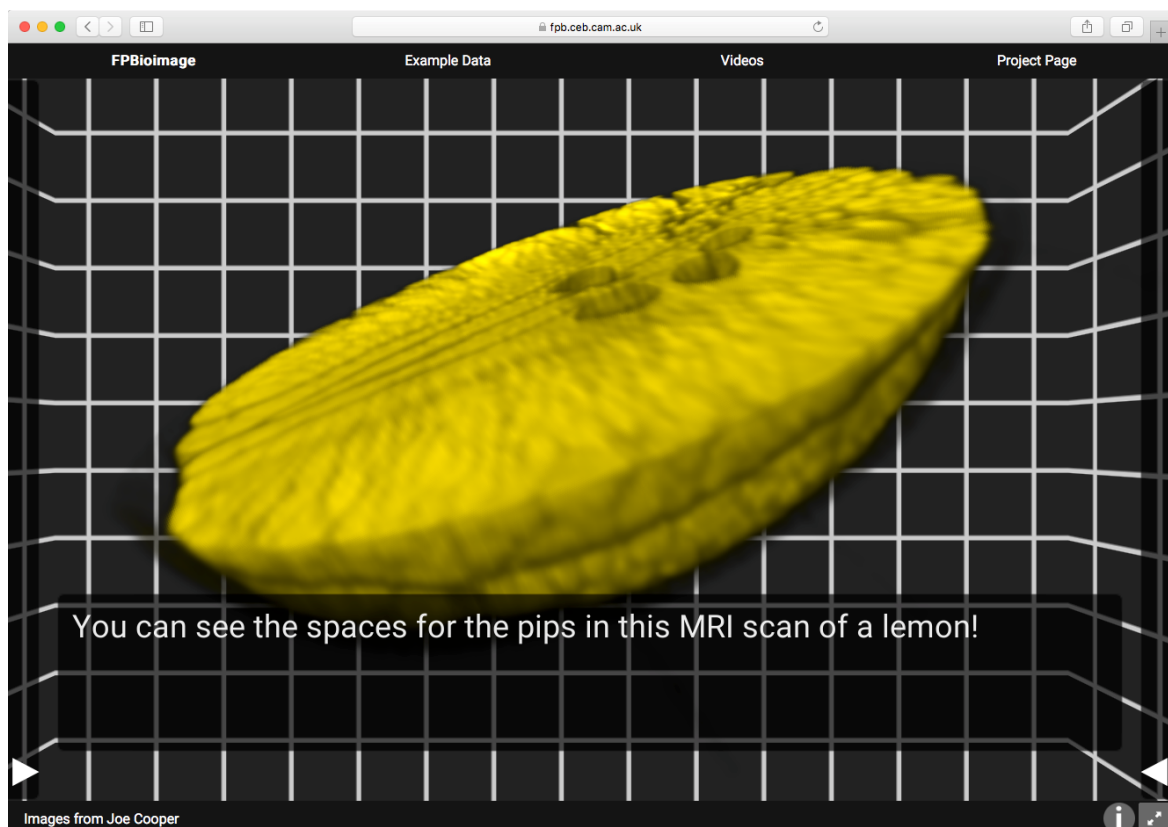 fpb.ceb.cam.ac.uk
FPBioimage Example Data Videos Project Page
You can see the spaces for the pips in this MRI scan of a lemon!
Images from Joe Cooper